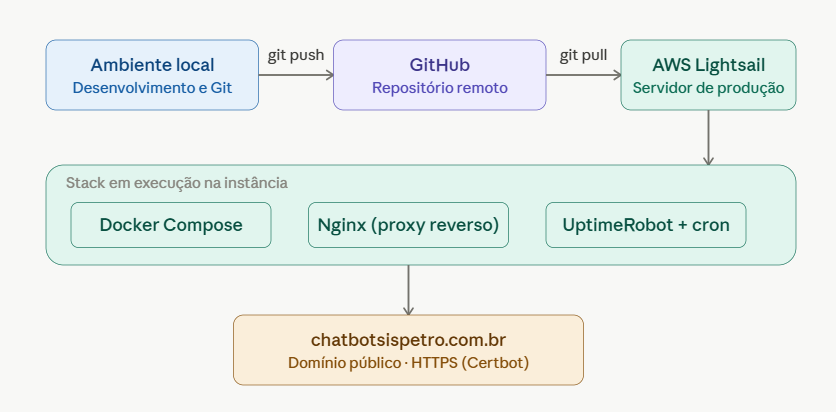 Ambiente local
Desenvolvimento e Git
git push
GitHub
Repositório remoto
git pull
AWS Lightsail
Servidor de produção
Stack em execução na instância
Docker Compose
Nginx (proxy reverso)
UptimeRobot + cron
chatbotsispetro.com.br
Domínio público · HTTPS (Certbot)